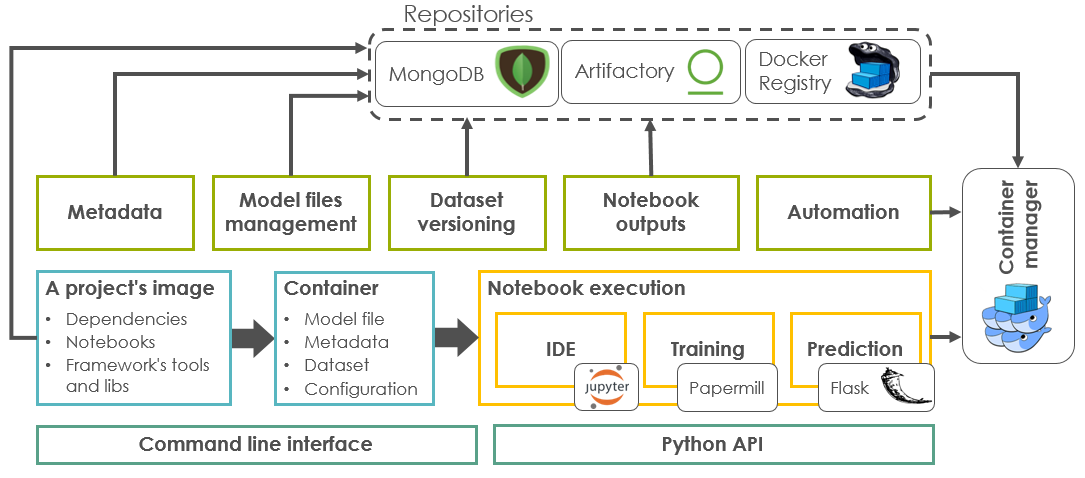 Repositories
MongoDB
Artifactory
Docker
Registry
Metadata
Model files
management
Dataset
versioning
Notebook
outputs
Automation
Container
manager
A project's image
• Dependencies
• Notebooks
• Framework's tools
and libs
Container
• Model file
• Metadata
• Dataset
• Configuration
Notebook execution
IDE
jupyter
Training
Papermill
Prediction
Flask
Command line interface
Python API